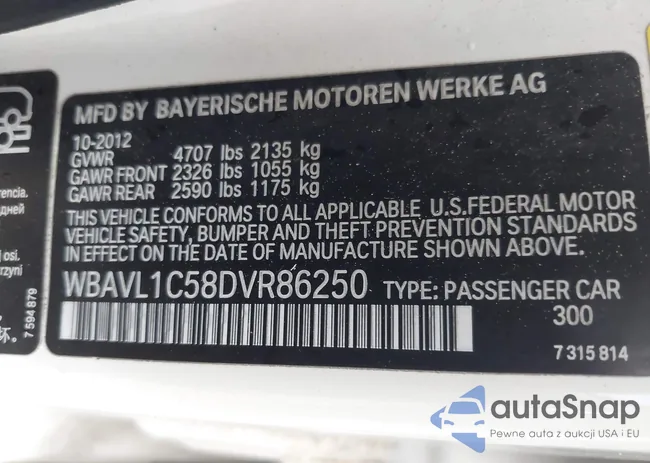 MFD BY BAYERISCHE MOTOREN WERKE AG
10-2012
GVWR 4707 lbs 2135 kg
GAWR FRONT 2326 lbs 1055 kg
GAWR REAR 2590 lbs 1175 kg
THIS VEHICLE CONFORMS TO ALL APPLICABLE U.S.FEDERAL MOTOR
VEHICLE SAFETY, BUMPER AND THEFT PREVENTION STANDARDS
IN EFFECT ON THE DATE OF MANUFACTURE SHOWN ABOVE.
WBAVL1C58DVR86250 TYPE: PASSENGER CAR
300
7 315 814
7 594 879
autaSnap
Pewne auta z aukcji USA i EU